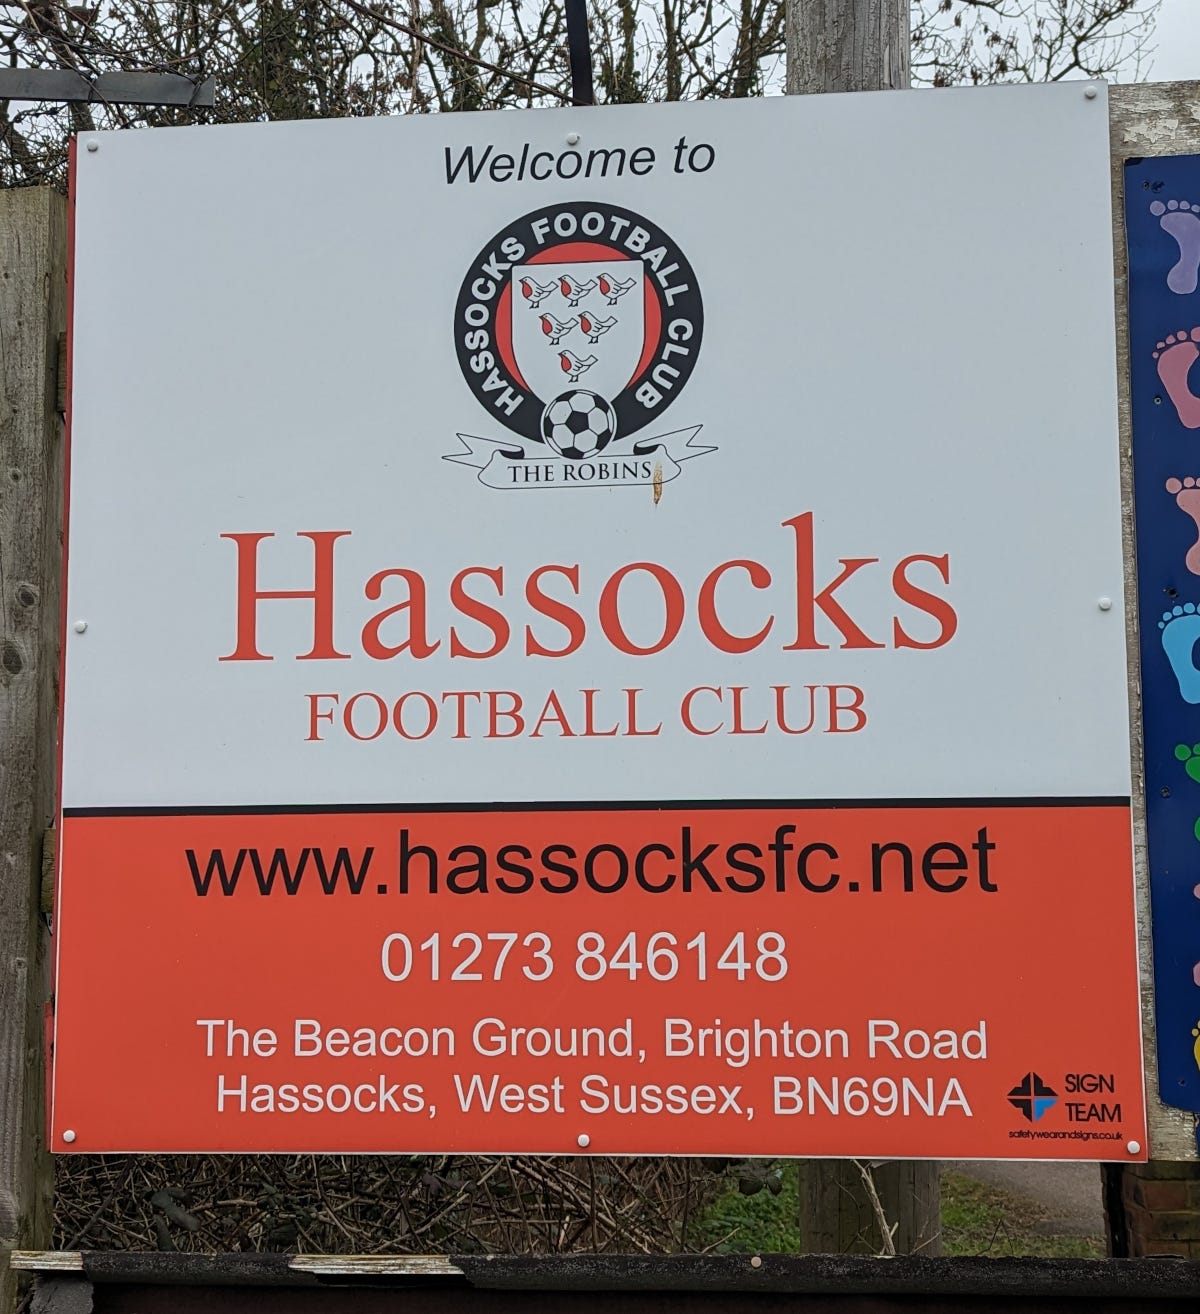 Welcome to
HASSOCKS FOOTBALL CLUB
THE ROBINS
Hassocks
FOOTBALL CLUB
www.hassocksfc.net
01273 846148
The Beacon Ground, Brighton Road
Hassocks, West Sussex, BN69NA
SIGN
TEAM
safetywearandsigns.co.uk